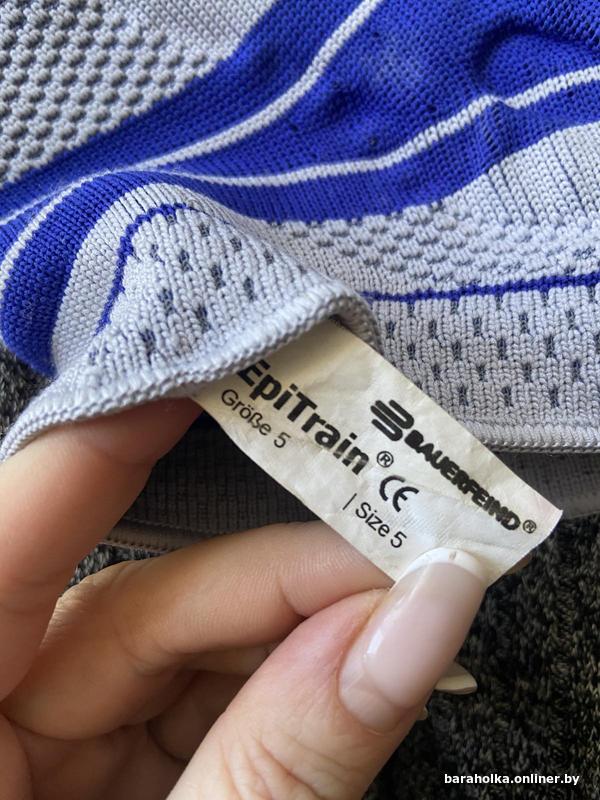 EpiTrain®
Größe 5
BAUERFEIND®
CE
| Size 5
baraholka.onliner.by